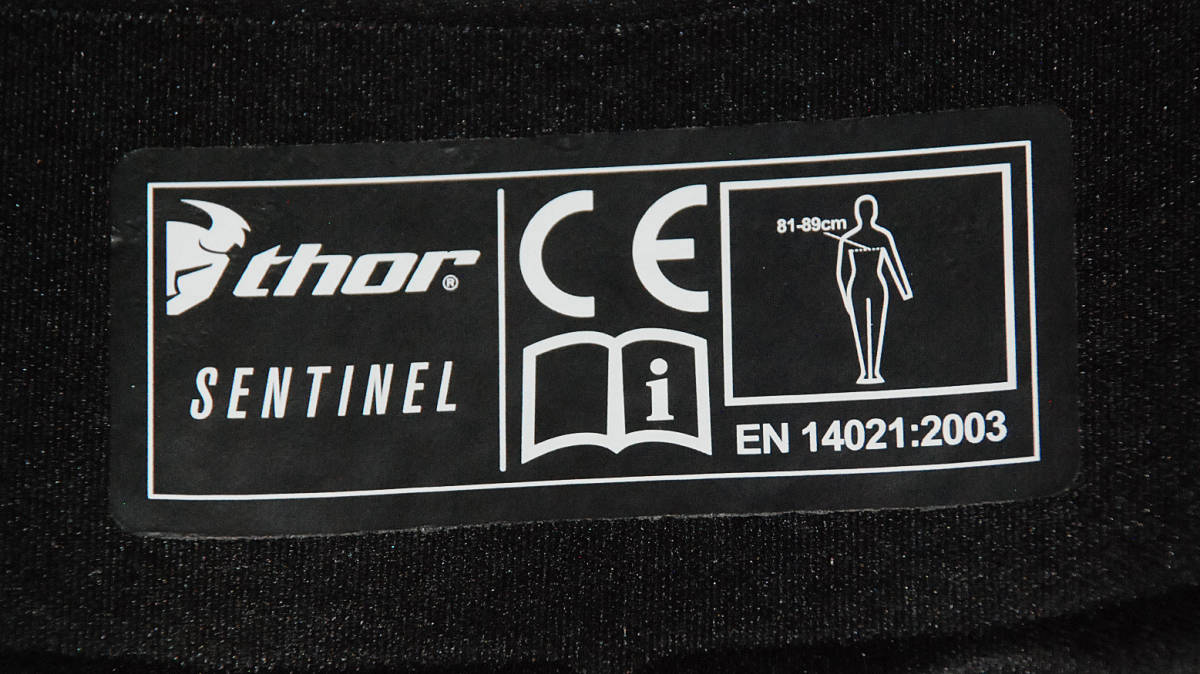 thor®
SENTINEL
CE
i
81-89cm
EN 14021:2003